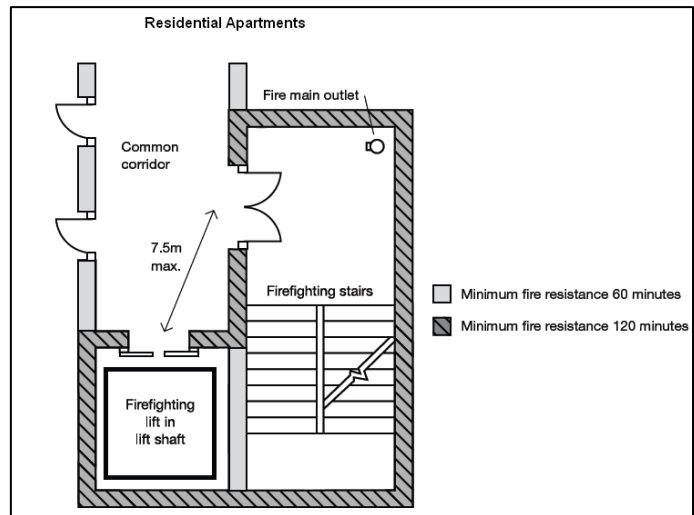 Residential Apartments
Fire main outlet
Common
corridor
7.5m
max.
Firefighting stairs
Minimum fire resistance 60 minutes
Minimum fire resistance 120 minutes
Firefighting
lift in
lift shaft